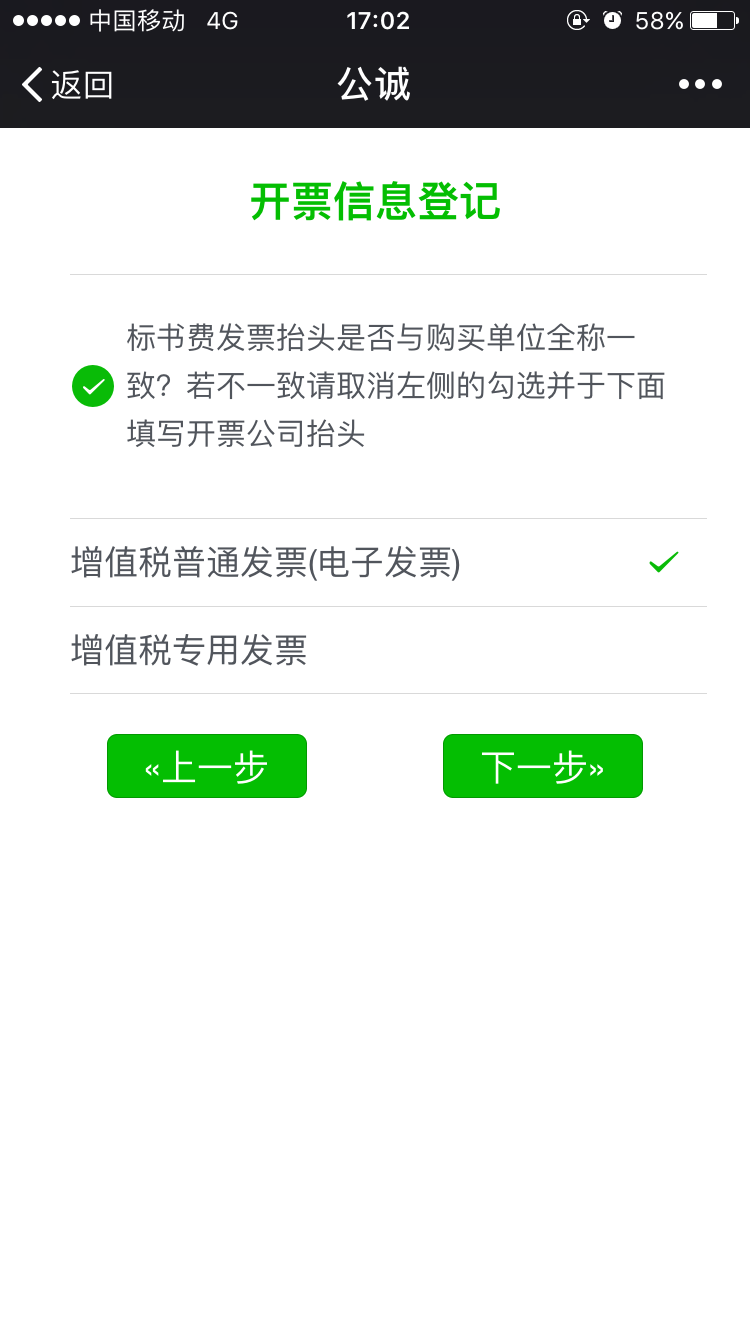 中国移动 4G 17:02 58%
返回 公诚
开票信息登记
标书费发票抬头是否与购买单位全称一
致？若不一致请取消左侧的勾选并于下面
填写开票公司抬头
增值税普通发票(电子发票)
增值税专用发票
«上一步 下一步»